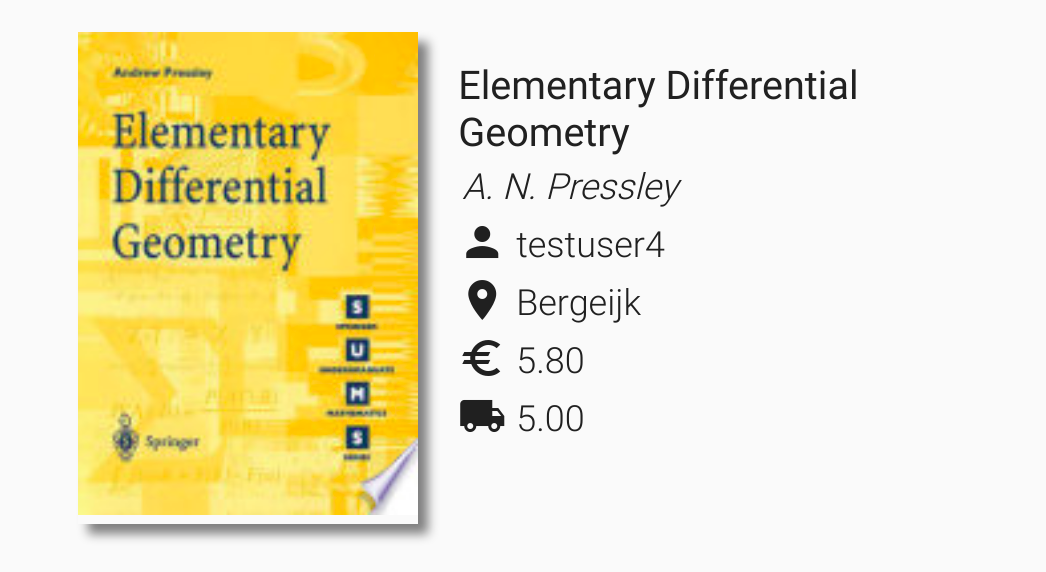 Andrew Pressley
Elementary
Differential
Geometry
S
SPRINGER
U
UNDERGRADUATE
M
MATHEMATICS
S
SERIES
Springer
Elementary Differential
Geometry
A. N. Pressley
testuser4
Bergeijk
€ 5.80
5.00